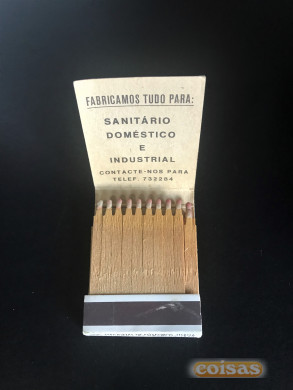 FABRICAMOS TUDO PARA:
SANITÁRIO
DOMÉSTICO
E
INDUSTRIAL
CONTACTE-NOS PARA
TELEF. 732204
coisas